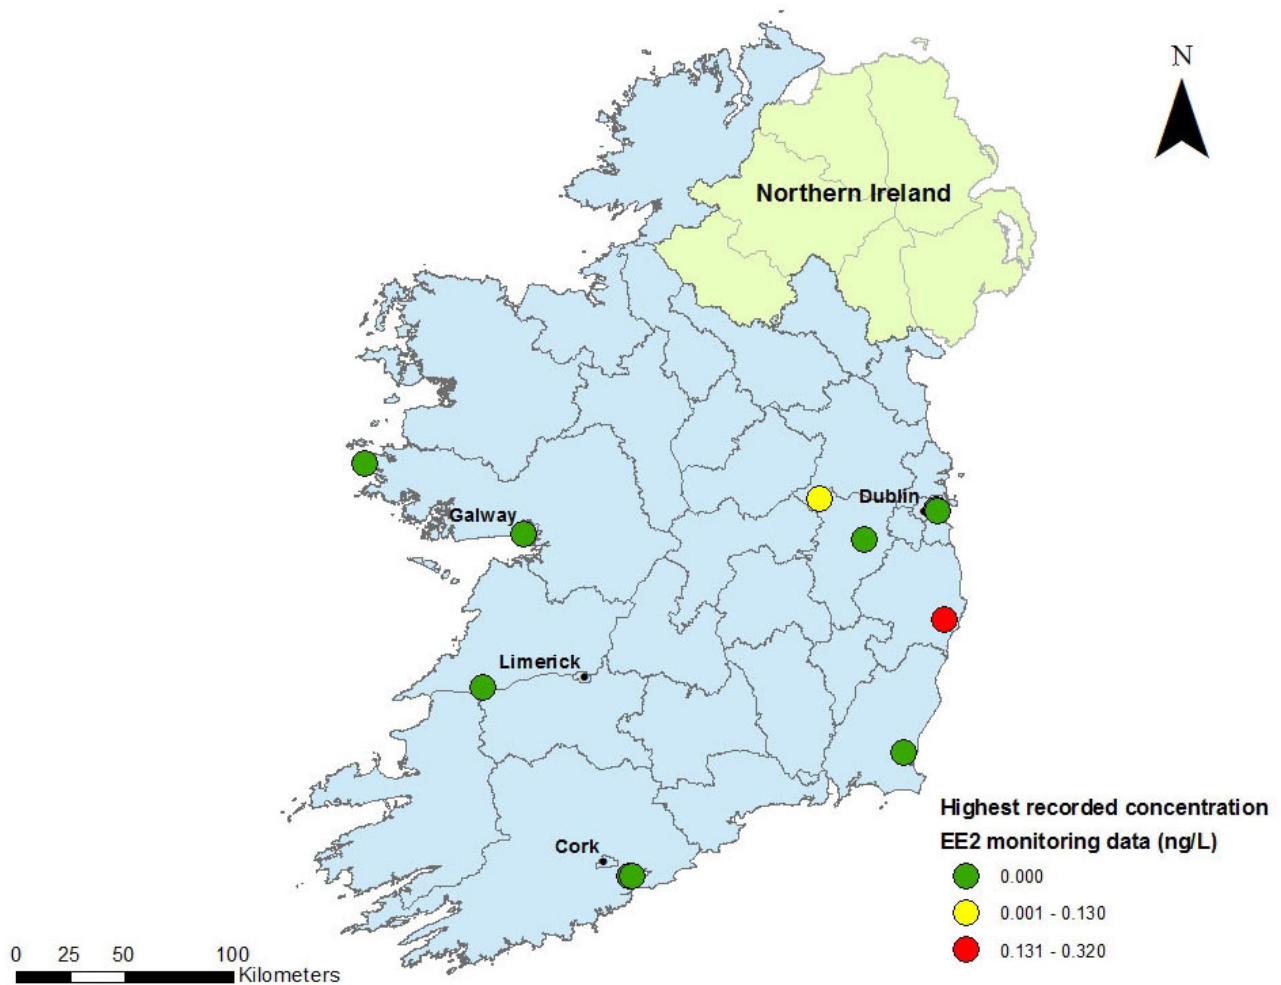 N
Northern Ireland
Dublin
Galway
Limerick
Cork
Highest recorded concentration
EE2 monitoring data (ng/L)
0.000
0.001 - 0.130
0.131 - 0.320
0 25 50 100
Kilometers